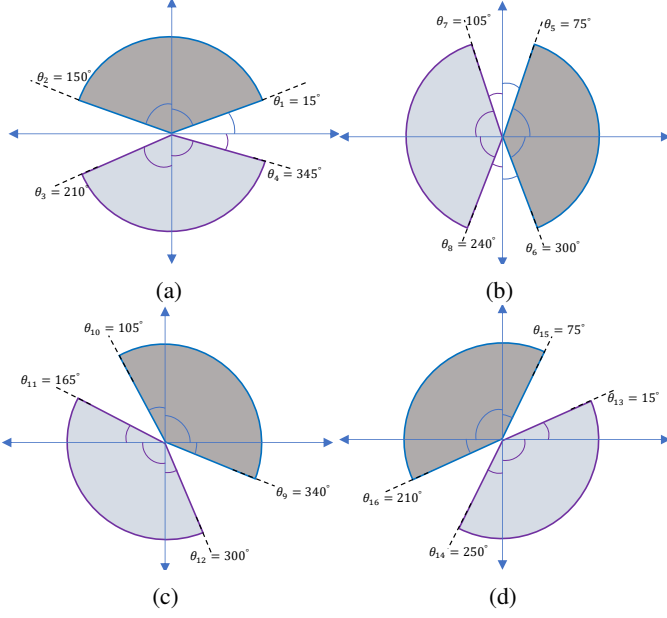 θ₂ = 150°
θ₁ = 15°
θ₃ = 210°
θ₄ = 345°
(a)
θ₇ = 105°
θ₅ = 75°
θ₈ = 240°
θ₆ = 300°
(b)
θ₁₀ = 105°
θ₁₁ = 165°
θ₉ = 340°
θ₁₂ = 300°
(c)
θ₁₅ = 75°
θ₁₃ = 15°
θ₁₆ = 210°
θ₁₄ = 250°
(d)